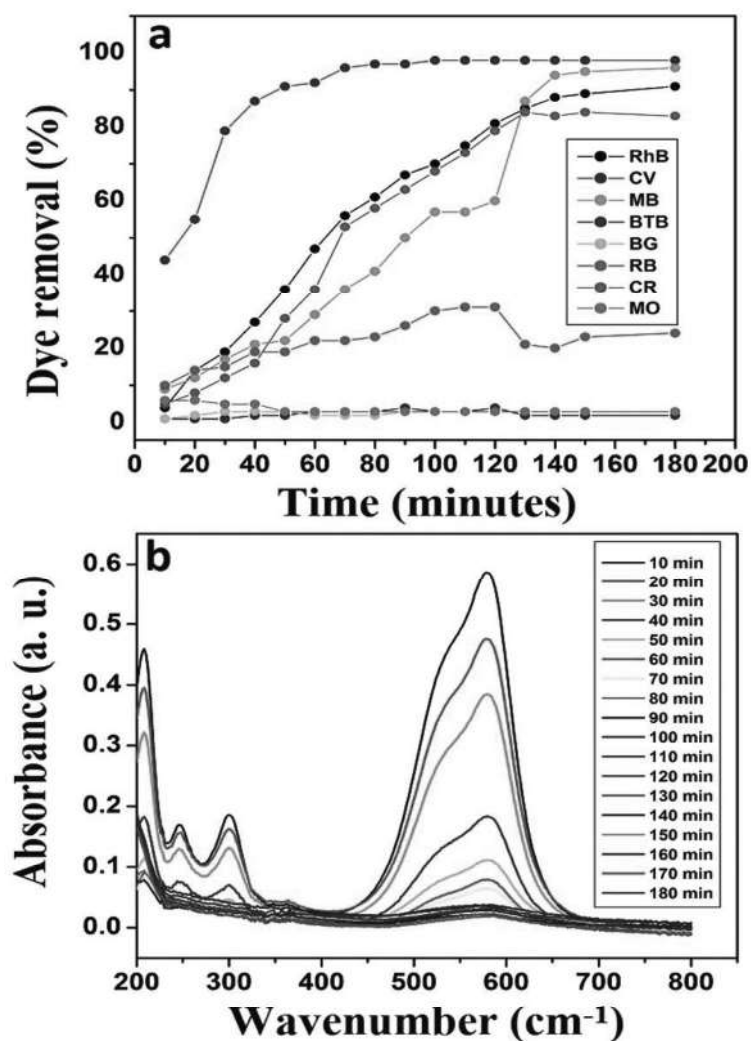 a
100
80
60
40
20
0
Dye removal (%)
RhB
CV
MB
BTB
BG
RB
CR
MO
0 20 40 60 80 100 120 140 160 180 200
Time (minutes)
b
0.6
0.5
0.4
0.3
0.2
0.1
0.0
Absorbance (a. u.)
10 min
20 min
30 min
40 min
50 min
60 min
70 min
80 min
90 min
100 min
110 min
120 min
130 min
140 min
150 min
160 min
170 min
180 min
200 300 400 500 600 700 800
Wavenumber (cm⁻¹)